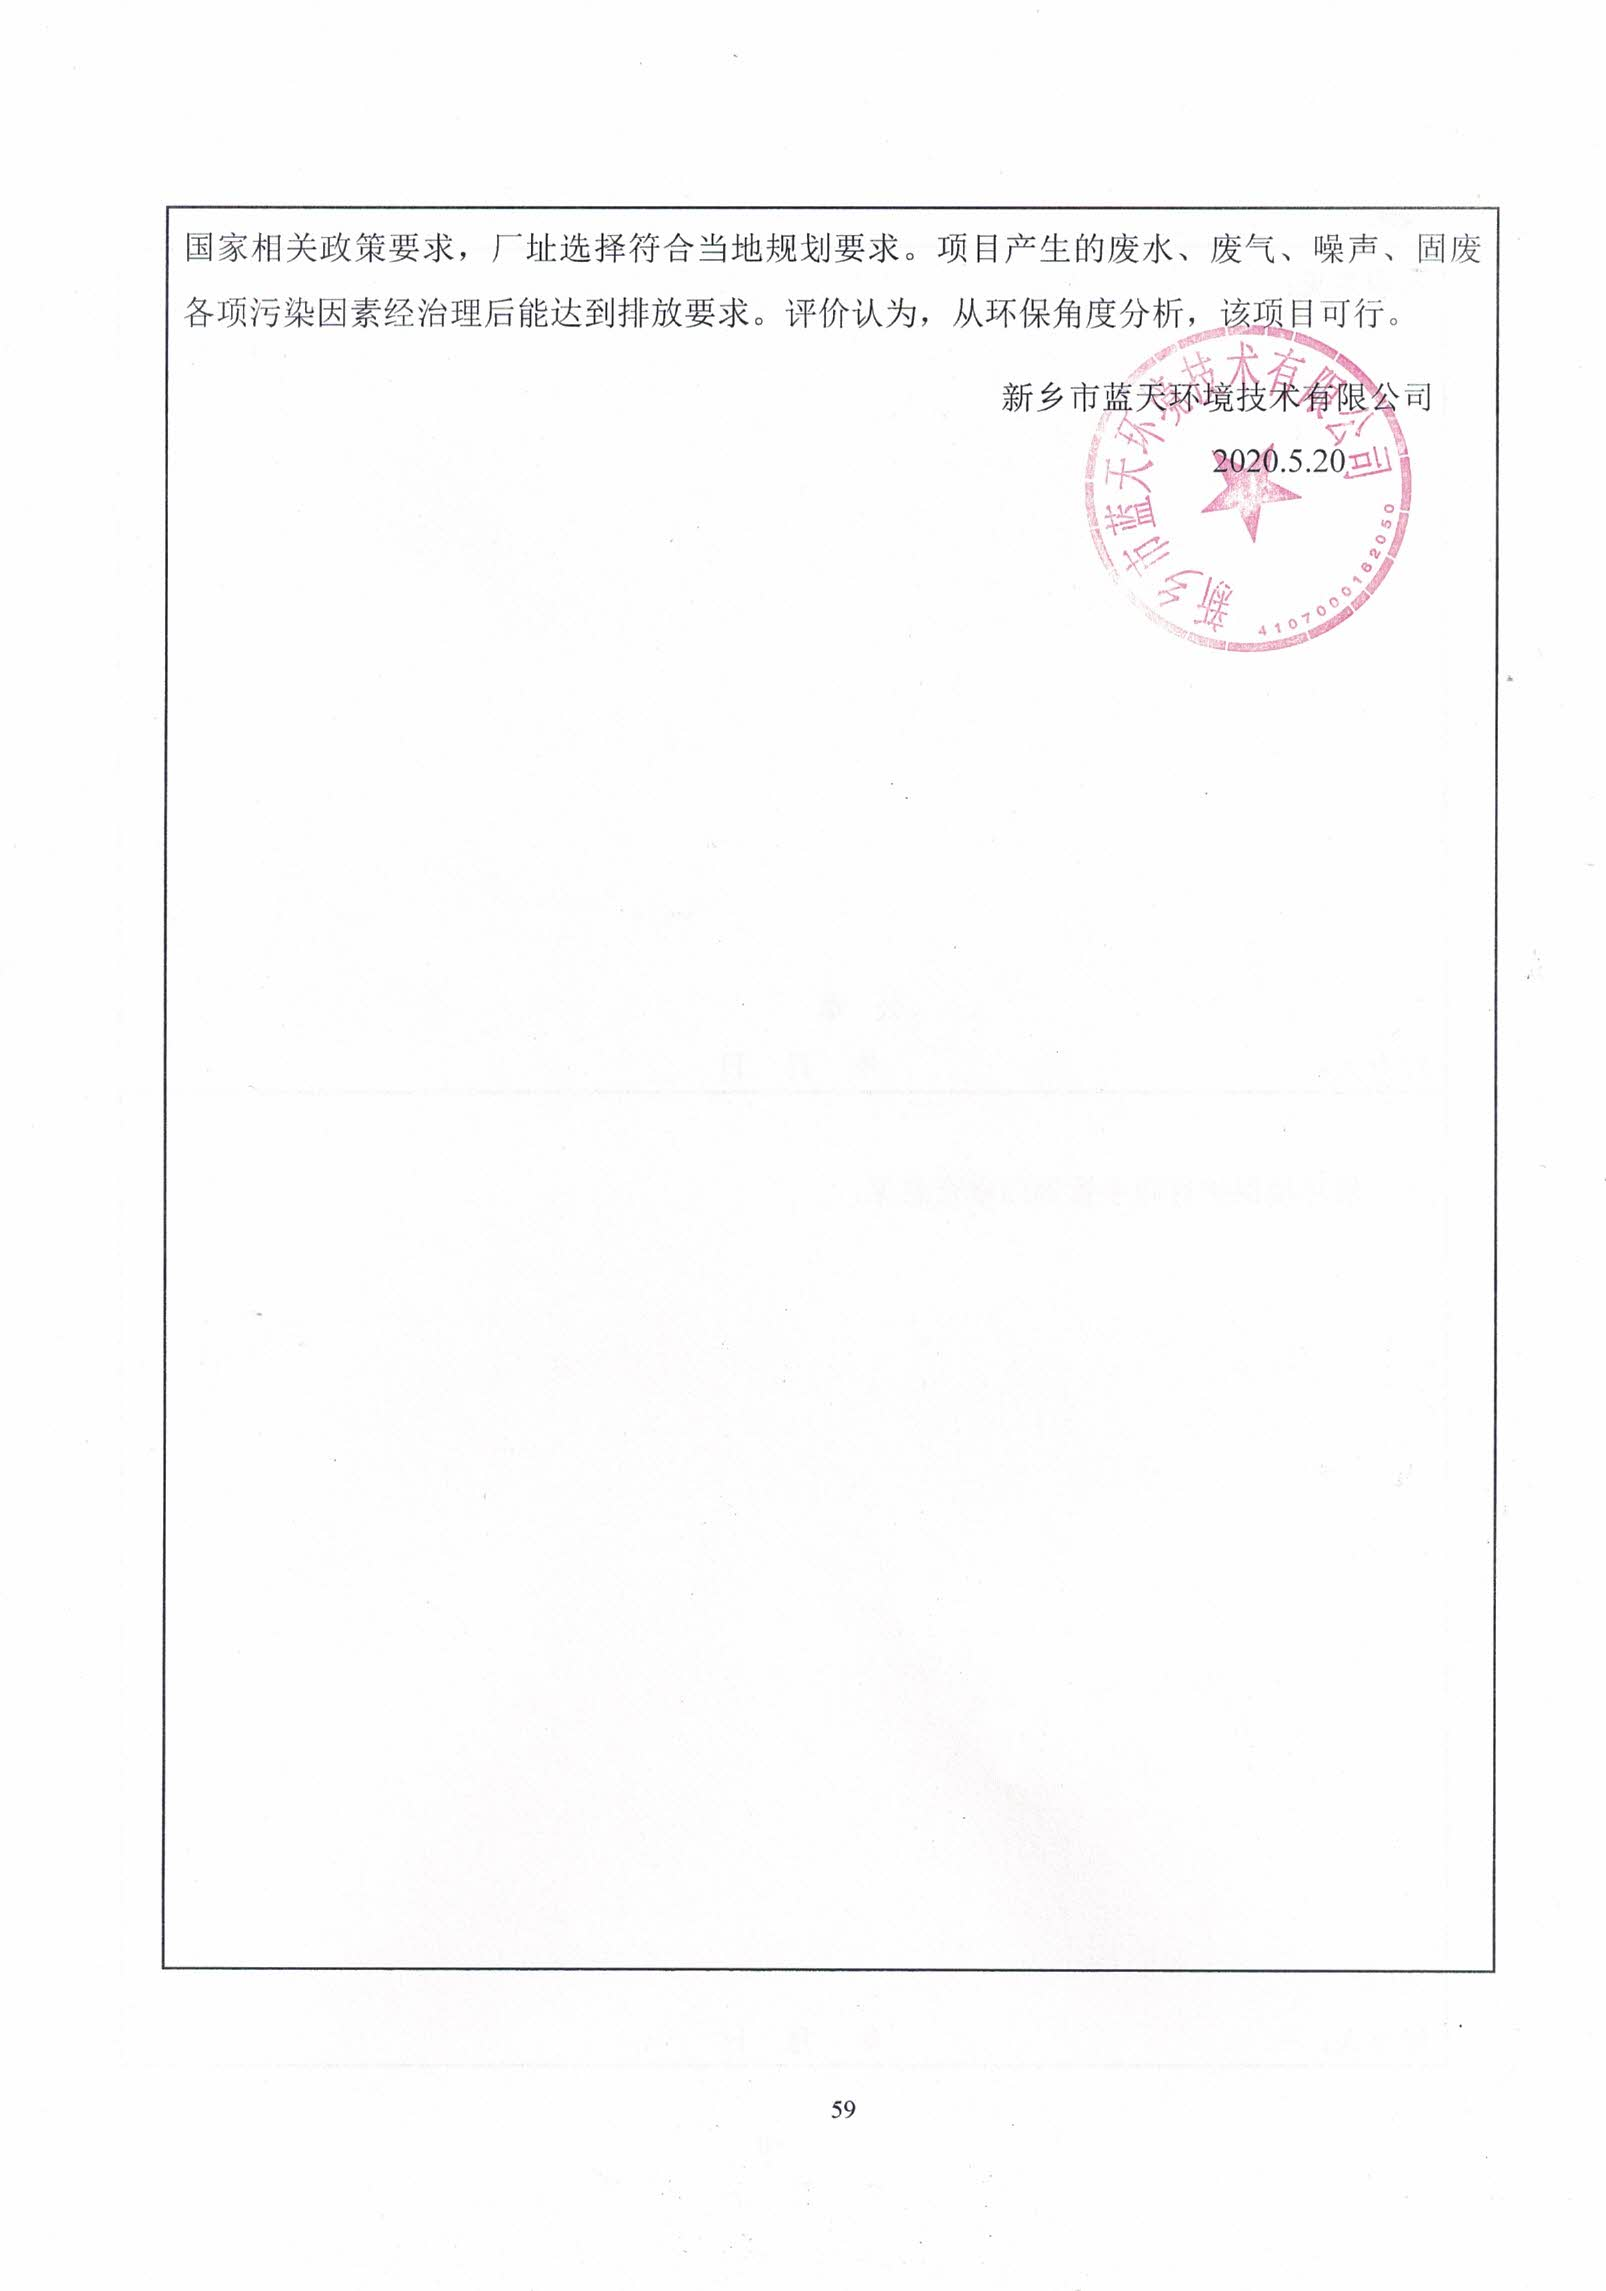 国家相关政策要求，厂址选择符合当地规划要求。项目产生的废水、废气、噪声、固废
各项污染因素经治理后能达到排放要求。评价认为，从环保角度分析，该项目可行。
新乡市蓝天环境技术有限公司
2020.5.20
新乡市蓝天环境技术有限公司
4107000162050
59